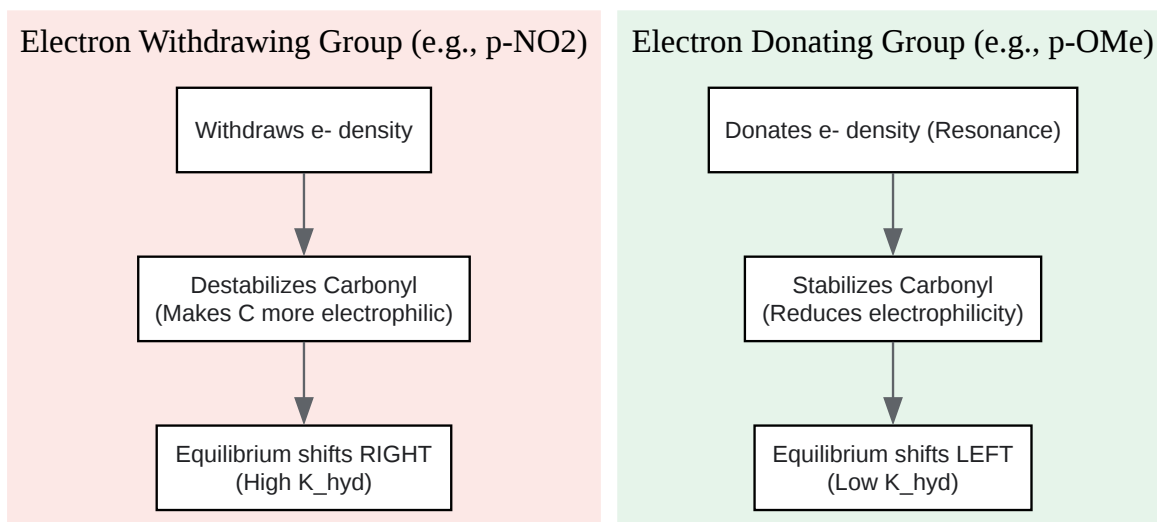 Electron Withdrawing Group (e.g., p-NO2)
Withdraws e- density
Destabilizes Carbonyl
(Makes C more electrophilic)
Equilibrium shifts RIGHT
(High K_hyd)
Electron Donating Group (e.g., p-OMe)
Donates e- density (Resonance)
Stabilizes Carbonyl
(Reduces electrophilicity)
Equilibrium shifts LEFT
(Low K_hyd)